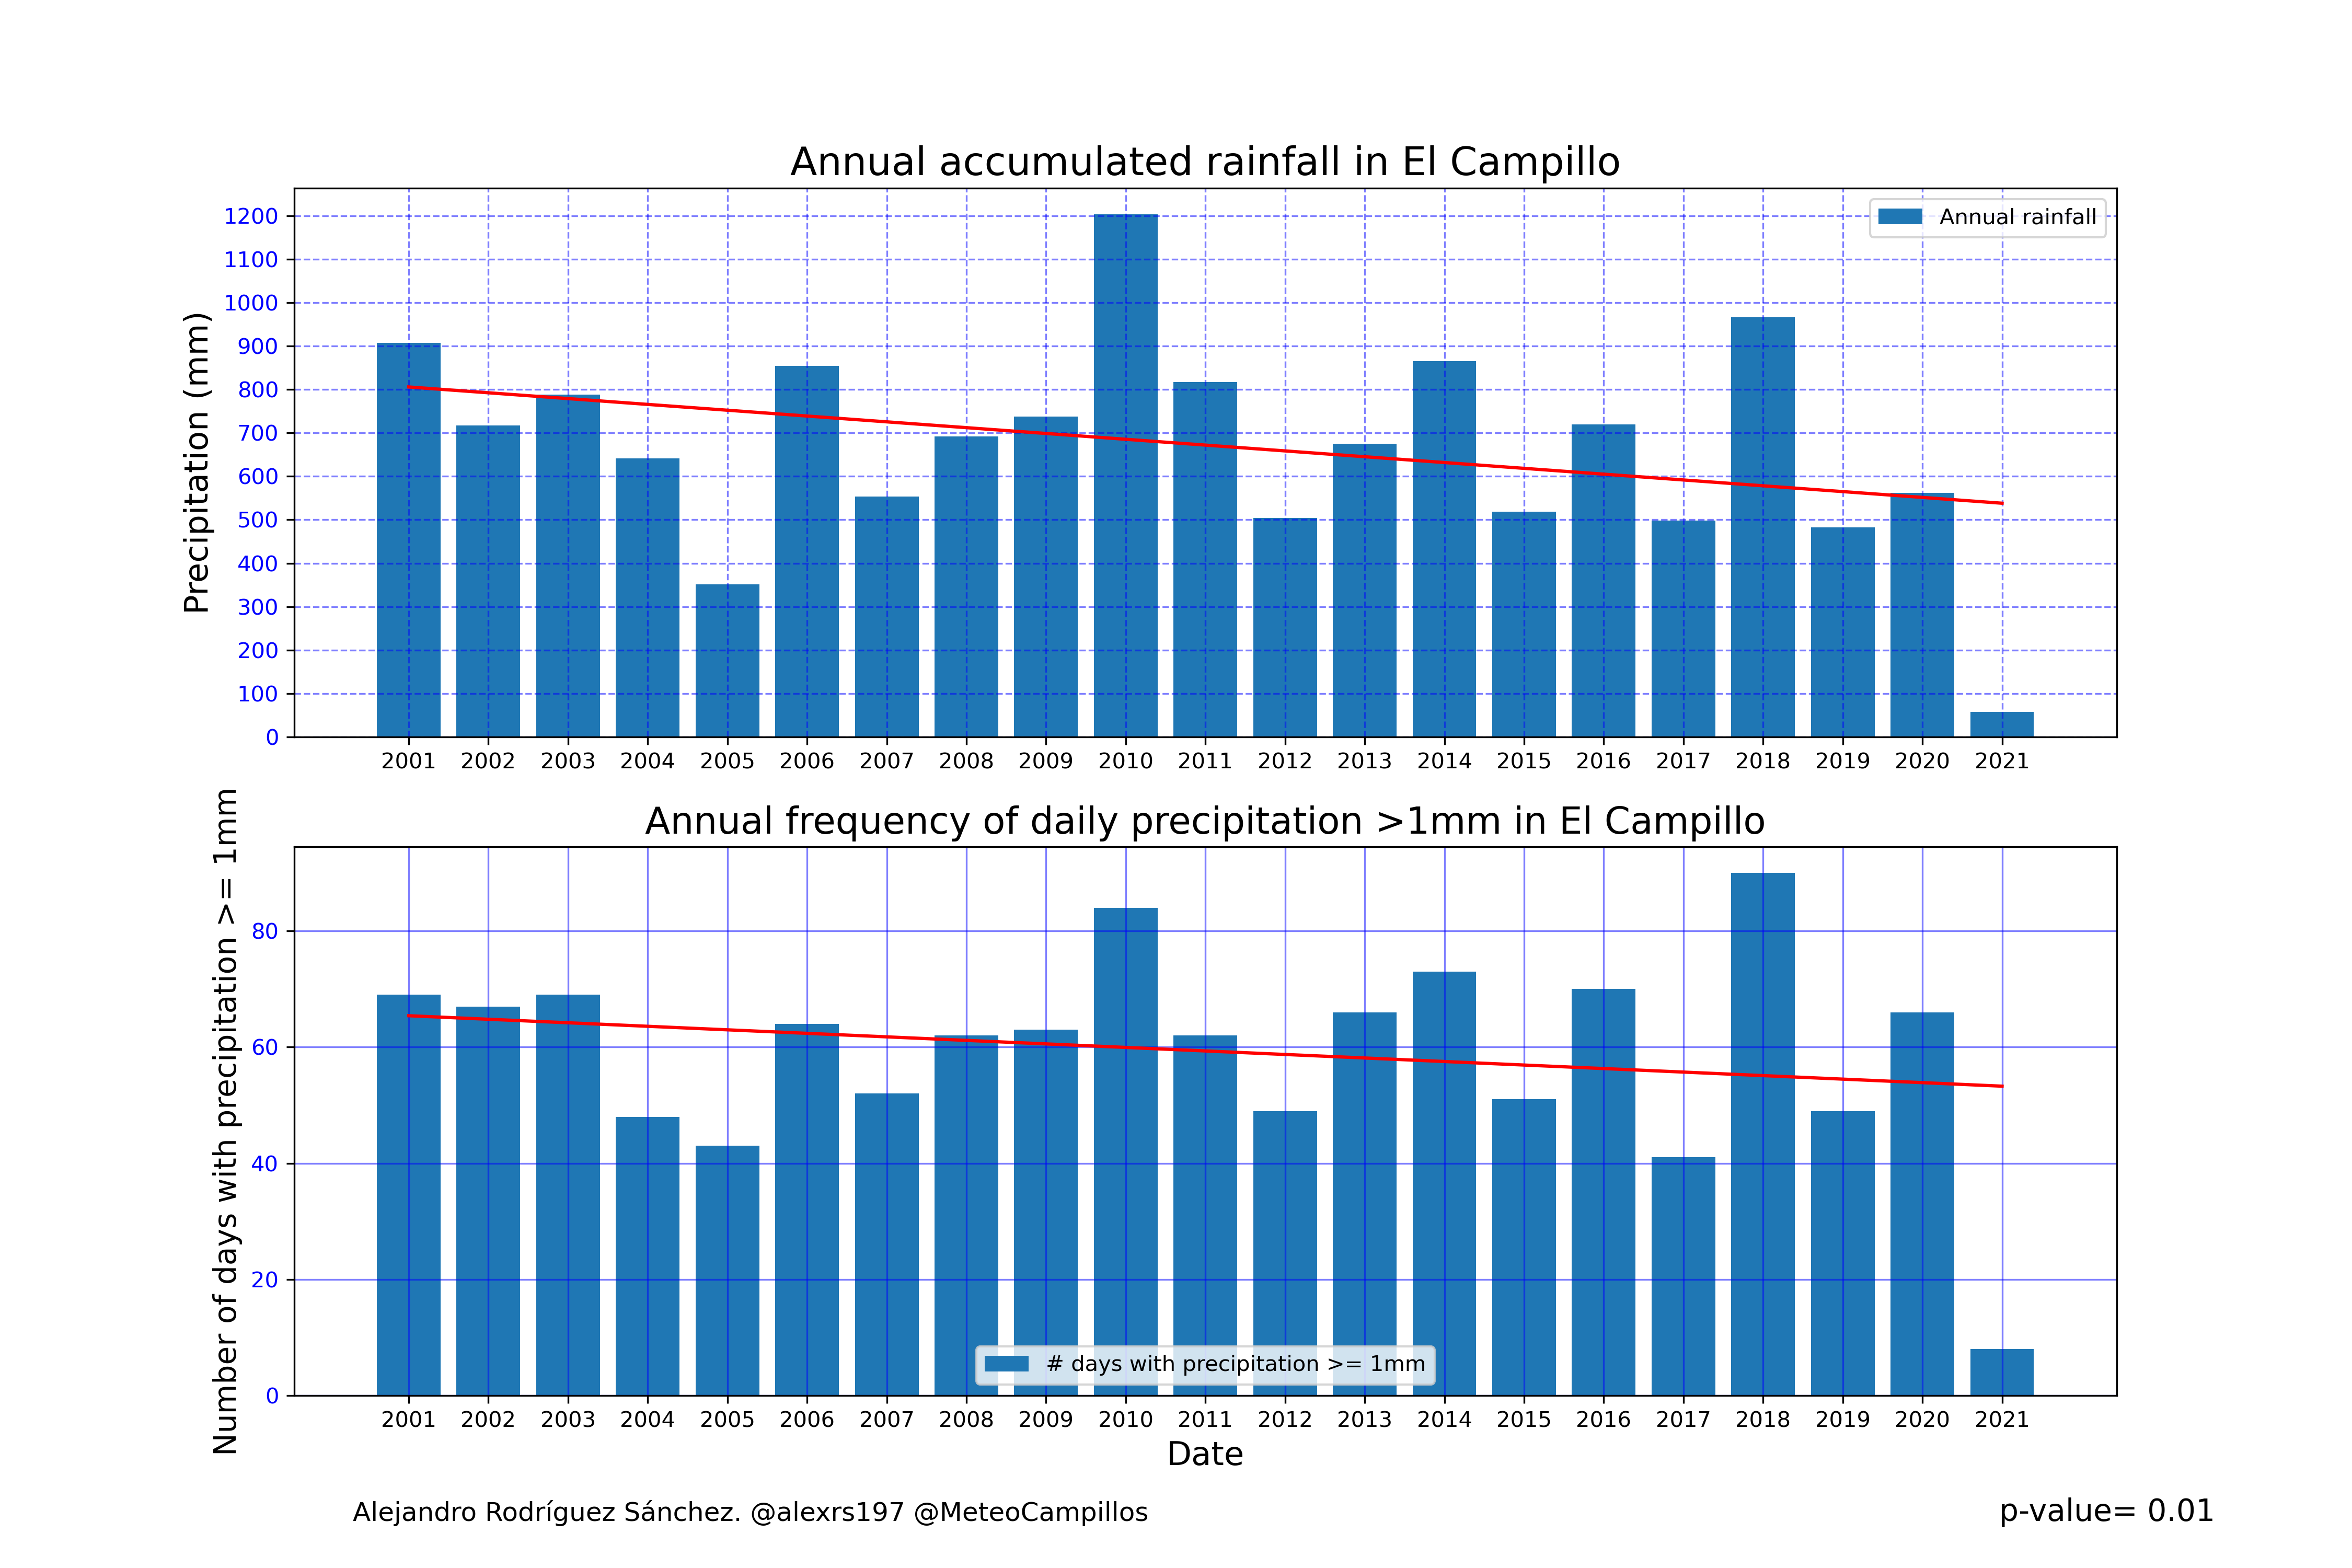 Annual accumulated rainfall in El Campillo
Precipitation (mm)
1200
1100
1000
900
800
700
600
500
400
300
200
100
0
Annual rainfall
2001 2002 2003 2004 2005 2006 2007 2008 2009 2010 2011 2012 2013 2014 2015 2016 2017 2018 2019 2020 2021
Annual frequency of daily precipitation >1mm in El Campillo
Number of days with precipitation >= 1mm
80
60
40
20
0
# days with precipitation >= 1mm
2001 2002 2003 2004 2005 2006 2007 2008 2009 2010 2011 2012 2013 2014 2015 2016 2017 2018 2019 2020 2021
Date
Alejandro Rodríguez Sánchez. @alexrs197 @MeteoCampillos
p-value= 0.01